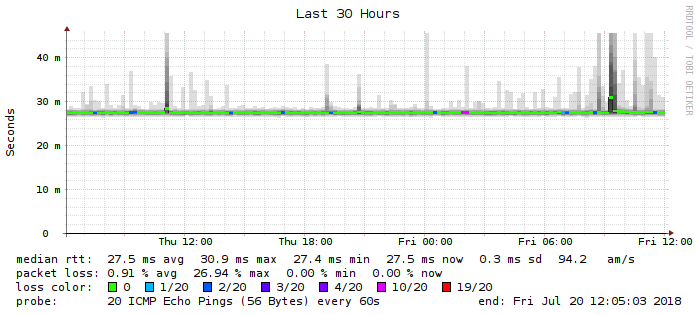 Last 30 Hours
RRDTOOL / TOBI OETIKER
Seconds
40 m
30 m
20 m
10 m
0
Thu 12:00 Thu 18:00 Fri 00:00 Fri 06:00 Fri 12:00
median rtt: 27.5 ms avg 30.9 ms max 27.4 ms min 27.5 ms now 0.3 ms sd 94.2 am/s
packet loss: 0.91 % avg 26.94 % max 0.00 % min 0.00 % now
loss color: 0 1/20 2/20 3/20 4/20 10/20 19/20
probe: 20 ICMP Echo Pings (56 Bytes) every 60s end: Fri Jul 20 12:05:03 2018